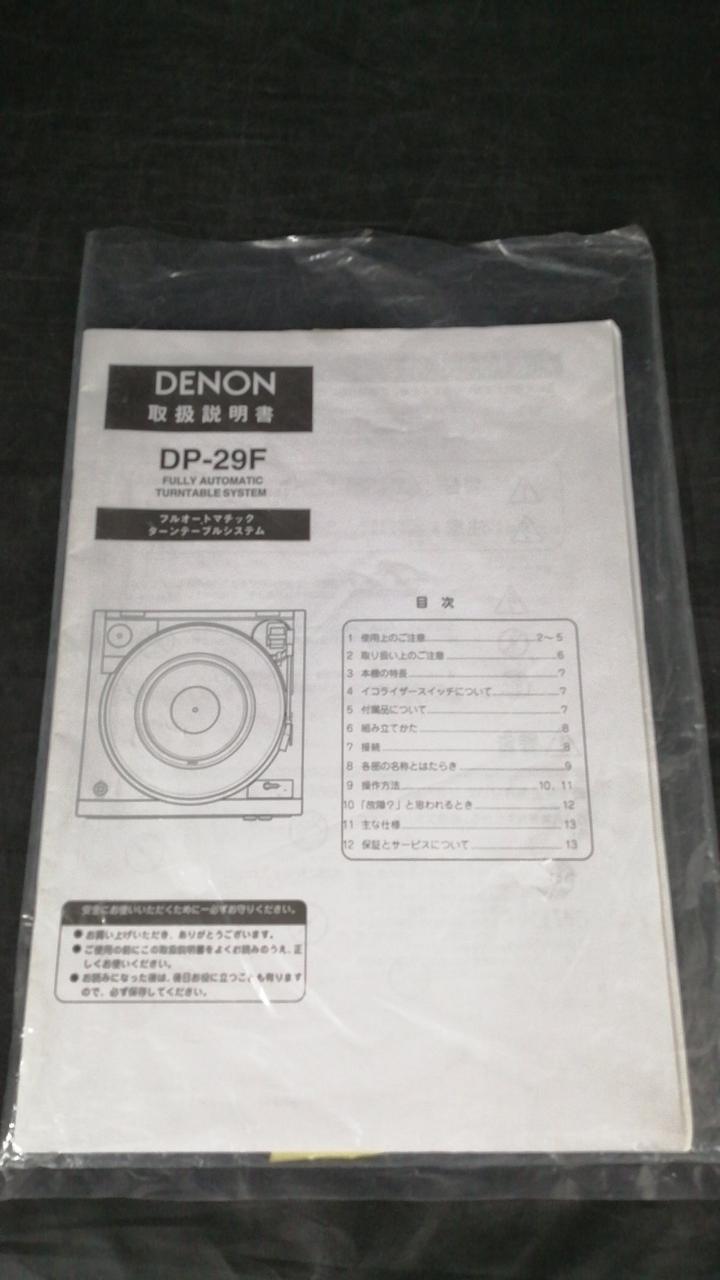 DENON
取扱説明書
DP-29F
FULLY AUTOMATIC
TURNTABLE SYSTEM
フルオートマチック
ターンテーブルシステム
目 次
1 使用上のご注意 2〜5
2 取り扱い上のご注意 6
3 本機の特長 7
4 イコライザースイッチについて 7
5 付属品について 7
6 組み立てかた 8
7 接続 8
8 各部の名称とはたらき 9
9 操作方法 10, 11
10 「故障?」と思われるとき 12
11 主な仕様 13
12 保証とサービスについて 13
安全にお使いいただくために―必ずお守りください。
● お買い上げいただき、ありがとうございます。
● ご使用の前にこの取扱説明書をよくお読みのうえ、正
しくお使いください。
● お読みになった後は、後日お役に立つことも有ります
ので、必ず保存してください。